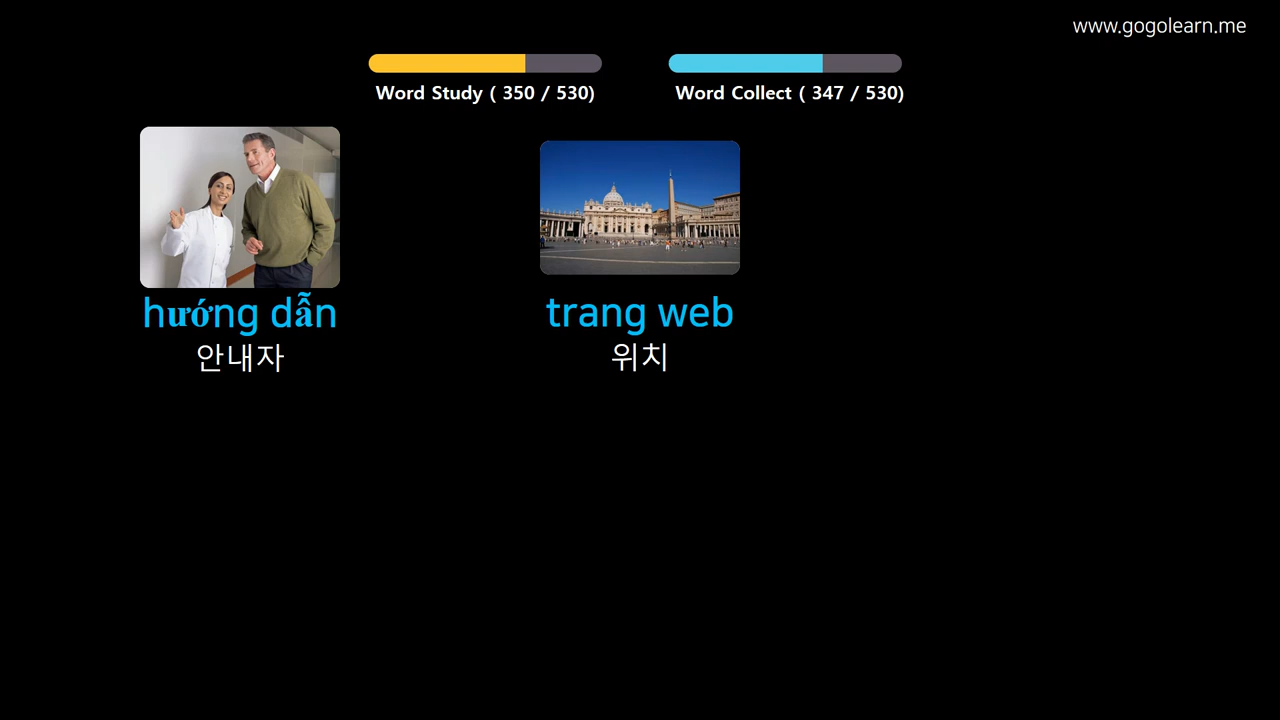 www.gogolearn.me
Word Study ( 350 / 530)
Word Collect ( 347 / 530)
hướng dẫn
안내자
trang web
위치